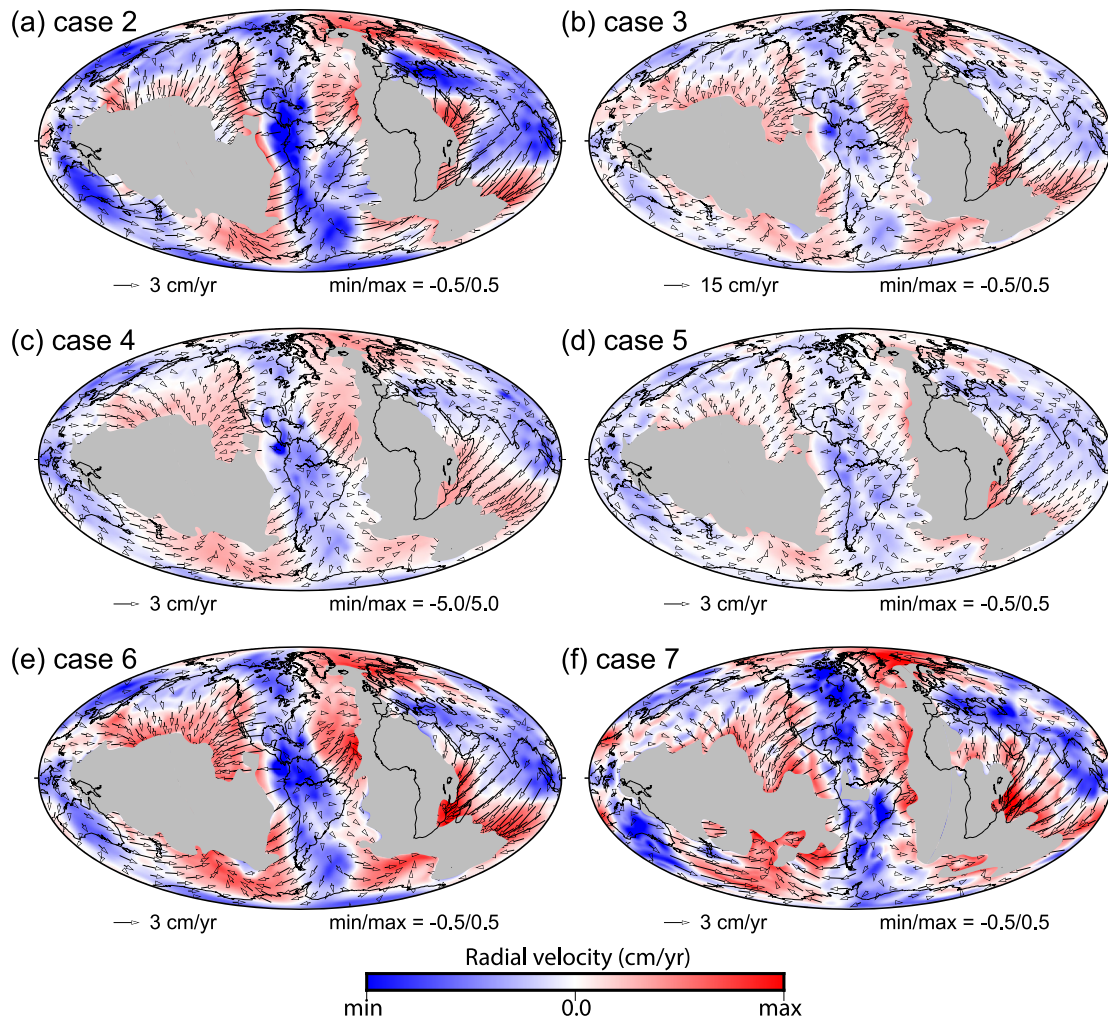 (a) case 2
(b) case 3
3 cm/yr
min/max = -0.5/0.5
15 cm/yr
min/max = -0.5/0.5
(c) case 4
(d) case 5
3 cm/yr
min/max = -5.0/5.0
3 cm/yr
min/max = -0.5/0.5
(e) case 6
(f) case 7
3 cm/yr
min/max = -0.5/0.5
3 cm/yr
min/max = -0.5/0.5
Radial velocity (cm/yr)
min
0.0
max